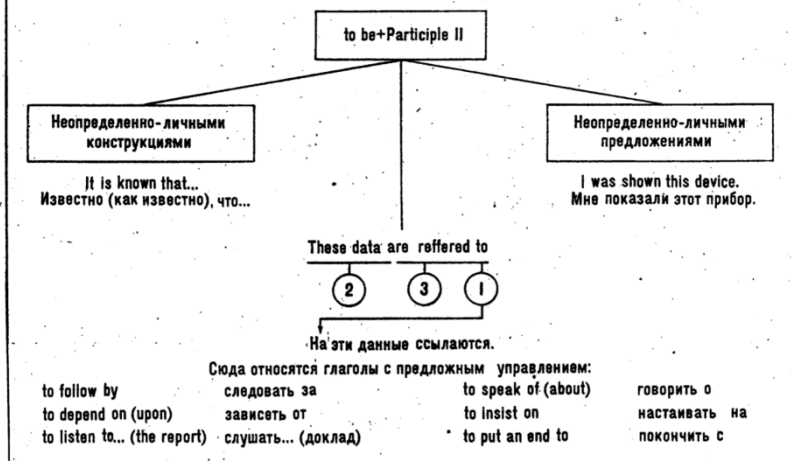 to be+Participle II
Неопределенно-личными
конструкциями
Неопределенно-личными
предложениями
It is known that...
Известно (как известно), что...
I was shown this device.
Мне показали этот прибор.
These data are reffered to
2 3 1
На эти данные ссылаются.
Сюда относятся глаголы с предложным управлением:
to follow by следовать за to speak of (about) говорить о
to depend on (upon) зависеть от to insist on настаивать на
to listen to... (the report) слушать... (доклад) to put an end to покончить с